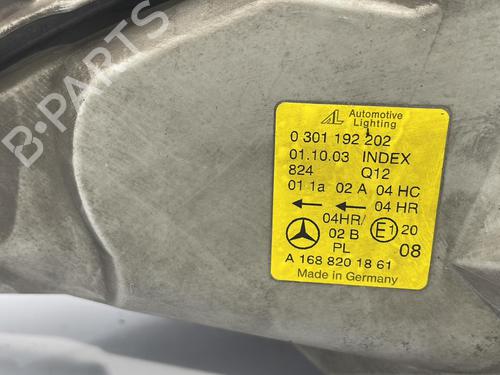 B-PARTS
AL Automotive
Lighting
0 301 192 202
01.10.03 INDEX
824 Q12
01 1a 02 A 04 HC
← ← 04 HR
04HR/ E1 20
02 B
PL 08
A 168 820 18 61
Made in Germany